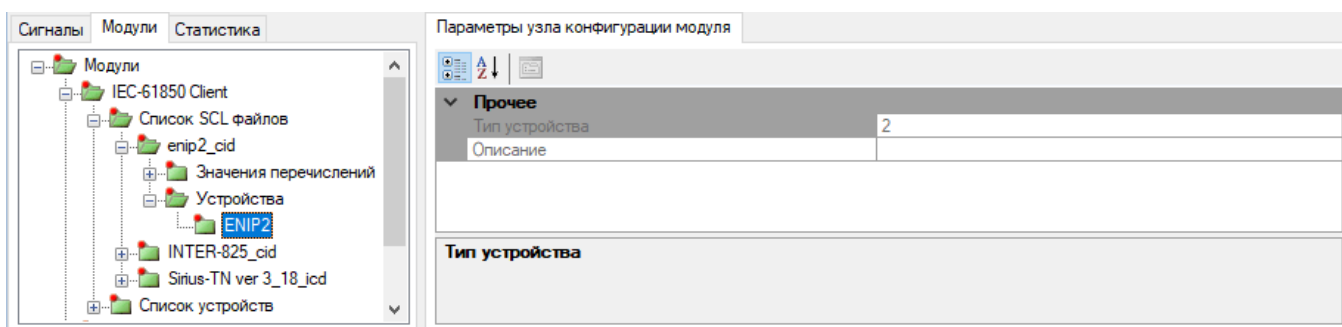 Сигналы Модули Статистика
Модули
IEC-61850 Client
Список SCL файлов
enip2_cid
Значения перечислений
Устройства
ENIP2
INTER-825_cid
Sirius-TN ver 3_18_icd
Список устройств
Параметры узла конфигурации модуля
A
Z
Прочее
Тип устройства 2
Описание
Тип устройства